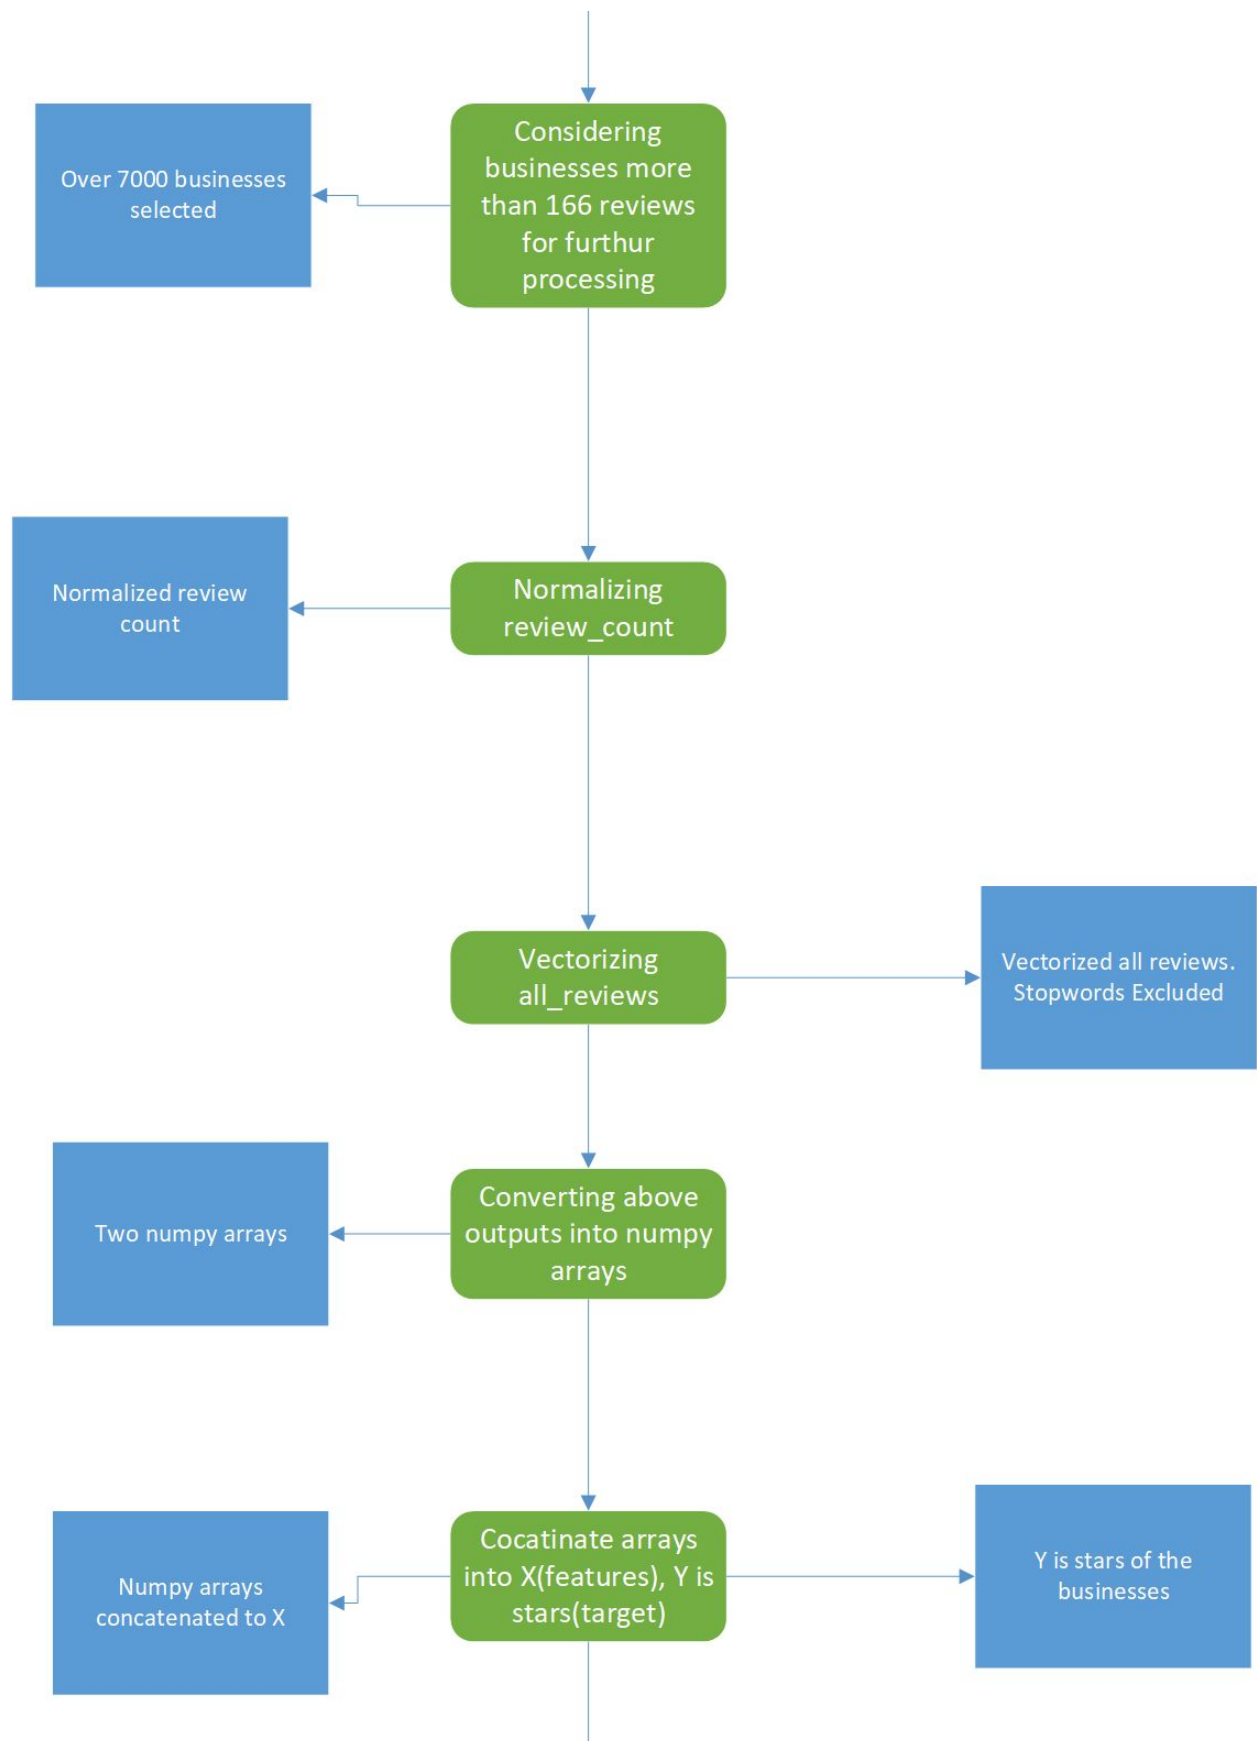 Considering
businesses more
than 166 reviews
for furthur
processing
Over 7000 businesses
selected
Normalizing
review_count
Normalized review
count
Vectorizing
all_reviews
Vectorized all reviews.
Stopwords Excluded
Converting above
outputs into numpy
arrays
Two numpy arrays
Cocatinate arrays
into X(features), Y is
stars(target)
Numpy arrays
concatenated to X
Y is stars of the
businesses